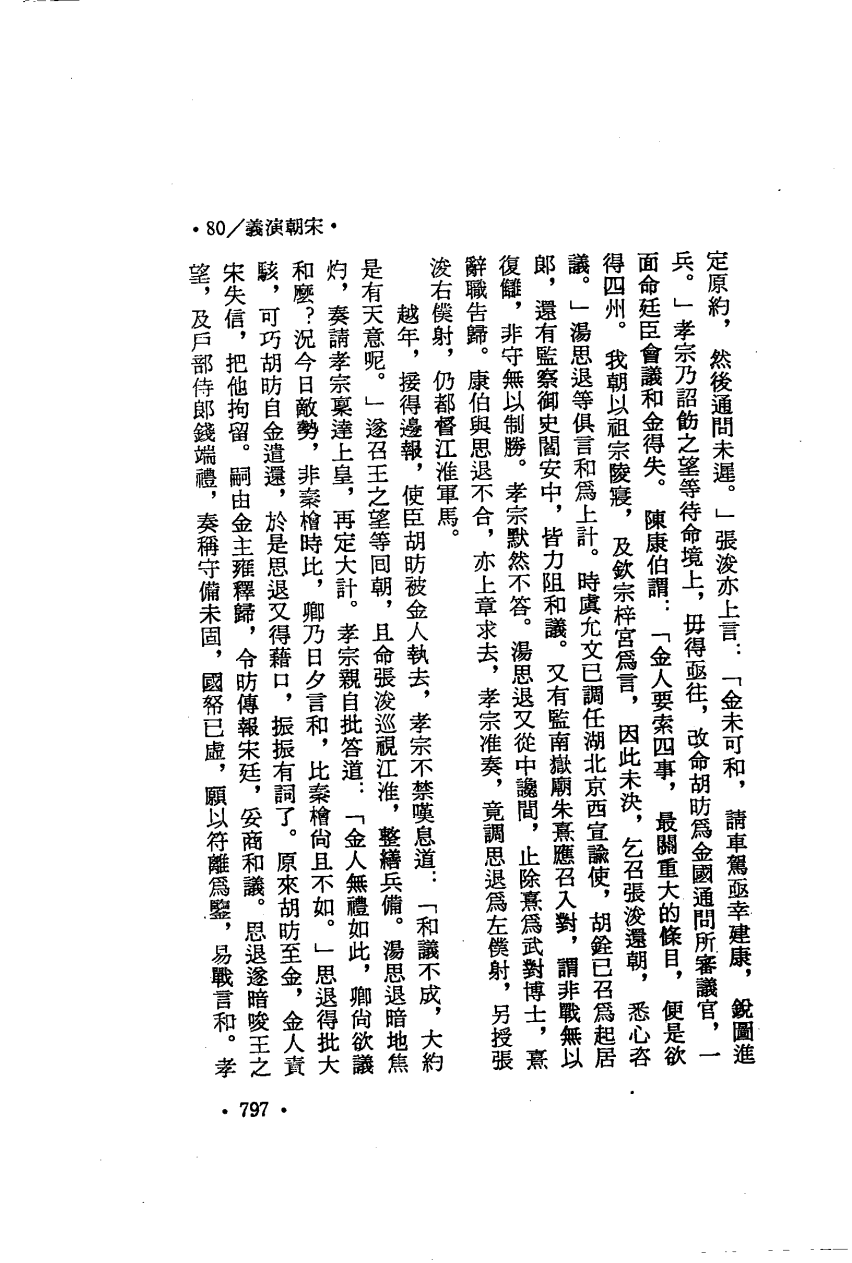 •80／義演朝宋•
定原約，然後通問未遲。」張浚亦上言：「金未可和，請車駕亟幸建康，銳圖進
兵。」孝宗乃詔飭之望等待命境上，毋得亟往，改命胡昉爲金國通問所審議官，一
面命廷臣會議和金得失。陳康伯謂：「金人要索四事，最關重大的條目，便是欲
得四州。我朝以祖宗陵寢，及欽宗梓宮爲言，因此未決，乞召張浚還朝，悉心咨
議。」湯思退等俱言和爲上計。時虞允文已調任湖北京西宣諭使，胡銓已召爲起居
郎，還有監察御史閻安中，皆力阻和議。又有監南嶽廟朱熹應召入對，謂非戰無以
復讎，非守無以制勝。孝宗默然不答。湯思退又從中讒間，止除熹爲武對博士，熹
辭職告歸。康伯與思退不合，亦上章求去，孝宗准奏，竟調思退爲左僕射，另授張
浚右僕射，仍都督江淮軍馬。
越年，接得邊報，使臣胡昉被金人執去，孝宗不禁嘆息道：「和議不成，大約
是有天意呢。」遂召王之望等回朝，且命張浚巡視江淮，整繕兵備。湯思退暗地焦
灼，奏請孝宗稟達上皇，再定大計。孝宗親自批答道：「金人無禮如此，卿尙欲議
和麼？況今日敵勢，非秦檜時比，卿乃日夕言和，比秦檜尙且不如。」思退得批大
駭，可巧胡昉自金遣還，於是思退又得藉口，振振有詞了。原來胡昉至金，金人責
宋失信，把他拘留。嗣由金主雍釋歸，令昉傳報宋廷，妥商和議。思退遂暗唆王之
望，及戶部侍郎錢端禮，奏稱守備未固，國帑已虛，願以符離爲鑒，易戰言和。孝
•797•